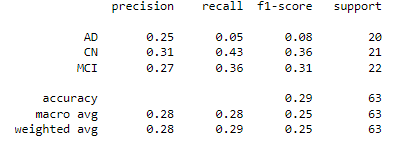 precision recall f1-score support
AD 0.25 0.05 0.08 20
CN 0.31 0.43 0.36 21
MCI 0.27 0.36 0.31 22
accuracy 0.29 63
macro avg 0.28 0.28 0.25 63
weighted avg 0.28 0.29 0.25 63